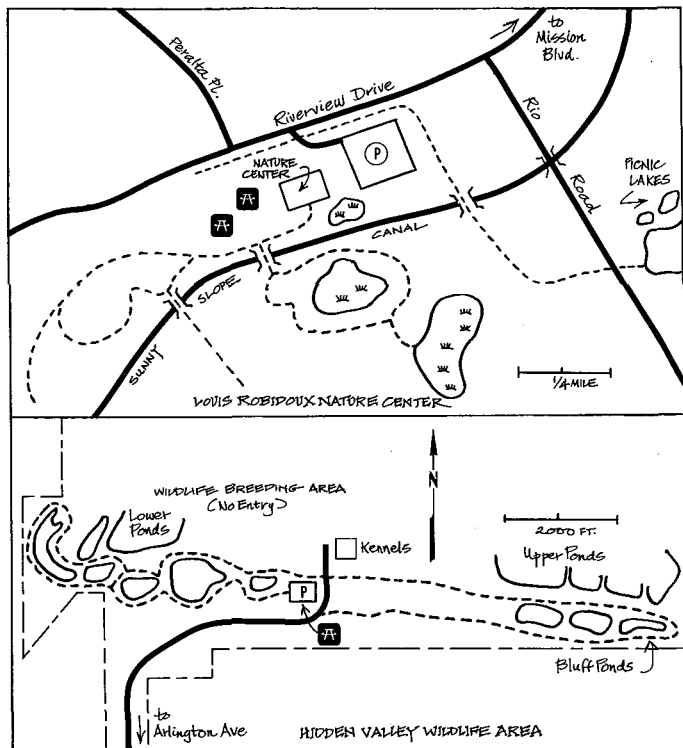 to
Mission
Blvd.
Peralta Pl.
Riverview Drive
Rio
Road
P
NATURE
CENTER
PICNIC
LAKES
CANAL
SLOPE
SUNNY
1/4 MILE
LOUIS ROBIDOUX NATURE CENTER
WILDLIFE BREEDING AREA
(No Entry)
Lower
Ponds
N
2000 FT.
Kennels
Upper Ponds
P
Bluff Ponds
to
Arlington Ave
HIDDEN VALLEY WILDLIFE AREA